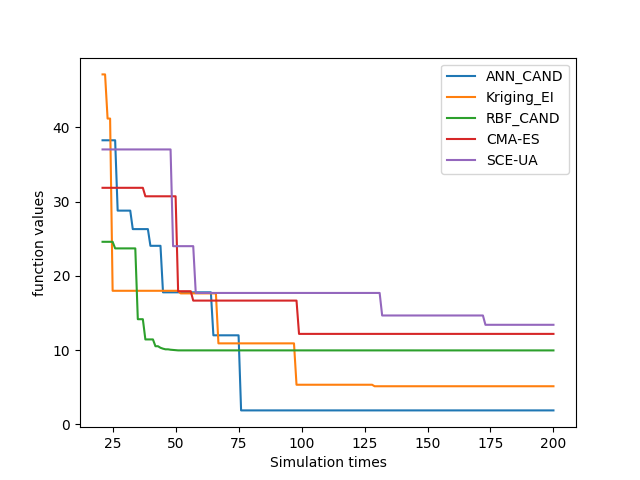 ANN_CAND
Kriging_EI
RBF_CAND
CMA-ES
SCE-UA
function values
40
30
20
10
0
25 50 75 100 125 150 175 200
Simulation times